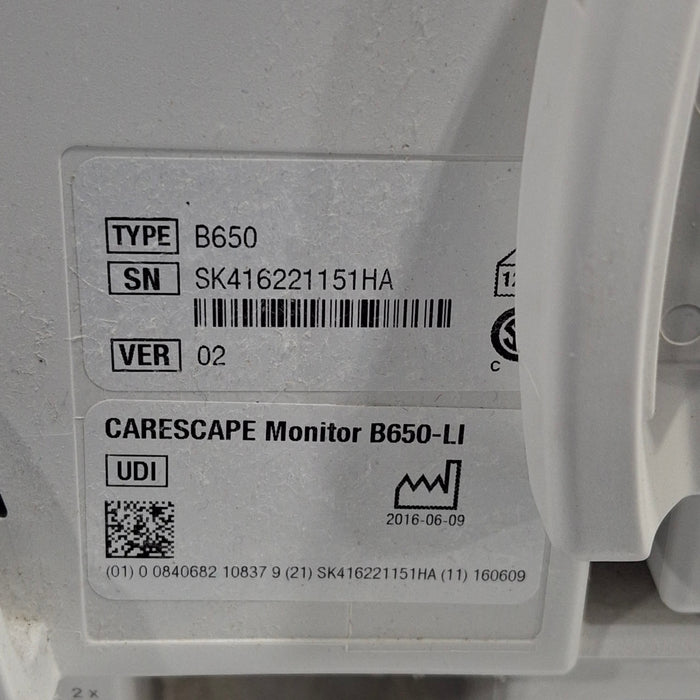 TYPE B650
SN SK416221151HA
VER 02
C
CARESCAPE Monitor B650-LI
UDI
2016-06-09
(01) 0 0840682 10837 9 (21) SK416221151HA (11) 160609
2 x